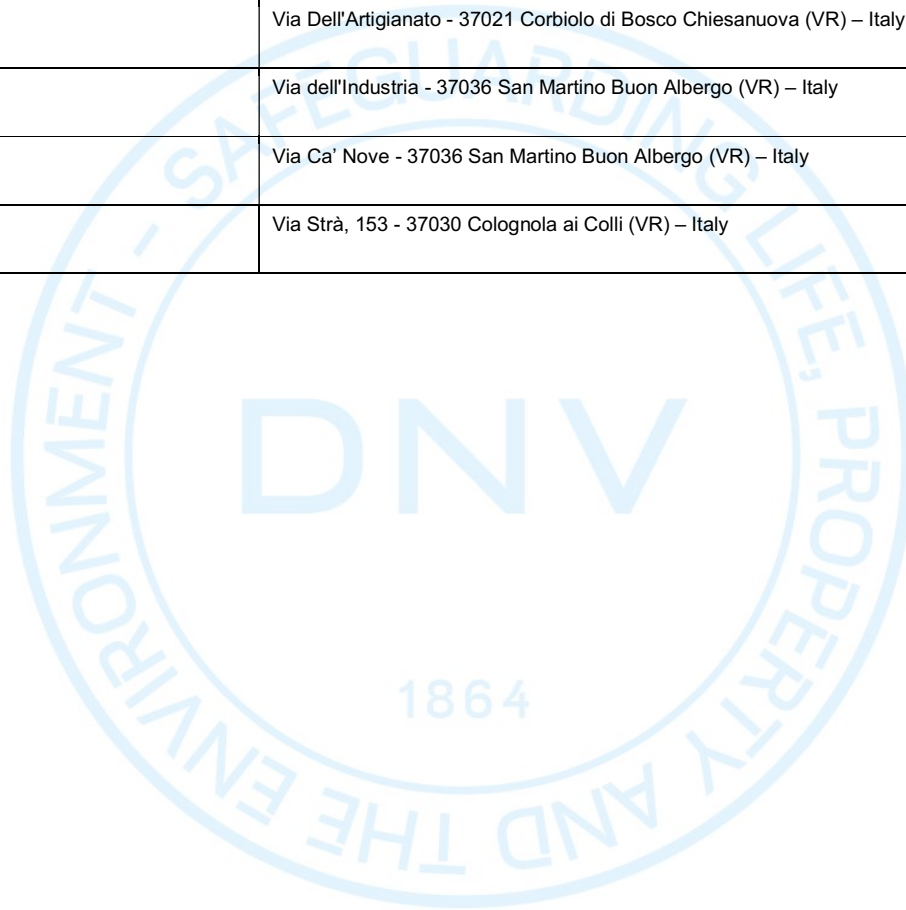 Via Dell'Artigianato - 37021 Corbiolo di Bosco Chiesanuova (VR) – Italy
Via dell'Industria - 37036 San Martino Buon Albergo (VR) – Italy
Via Ca’ Nove - 37036 San Martino Buon Albergo (VR) – Italy
Via Strà, 153 - 37030 Colognola ai Colli (VR) – Italy
SAFEGUARDING LIFE, PROPERTY AND THE ENVIRONMENT -
DNV
1864